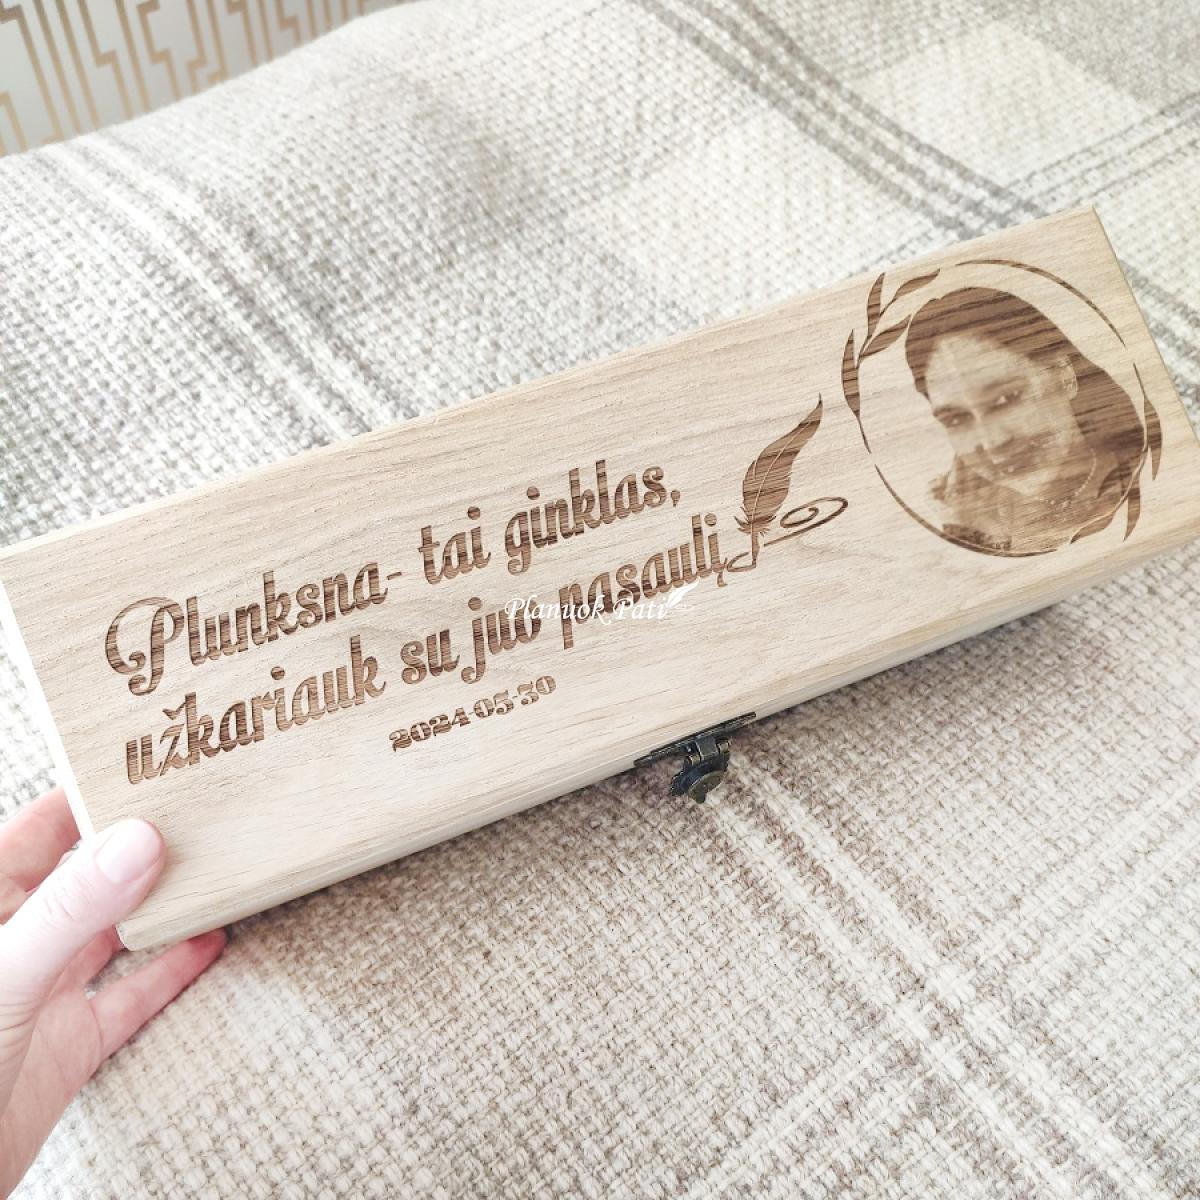 Plunksna- tai ginklas,
užkariauk su juo pasaulį
2024-05-30
Planuok Pati